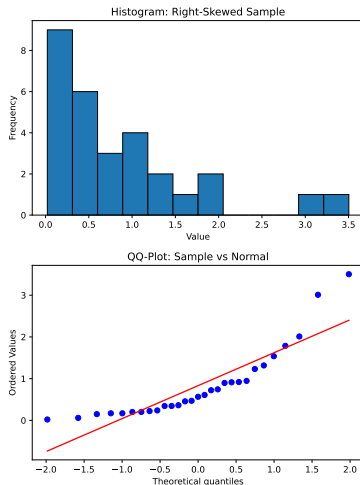 Histogram: Right-Skewed Sample
Frequency
8
6
4
2
0
0.0 0.5 1.0 1.5 2.0 2.5 3.0 3.5
Value
QQ-Plot: Sample vs Normal
Ordered Values
3
2
1
0
−2.0 −1.5 −1.0 −0.5 0.0 0.5 1.0 1.5 2.0
Theoretical quantiles